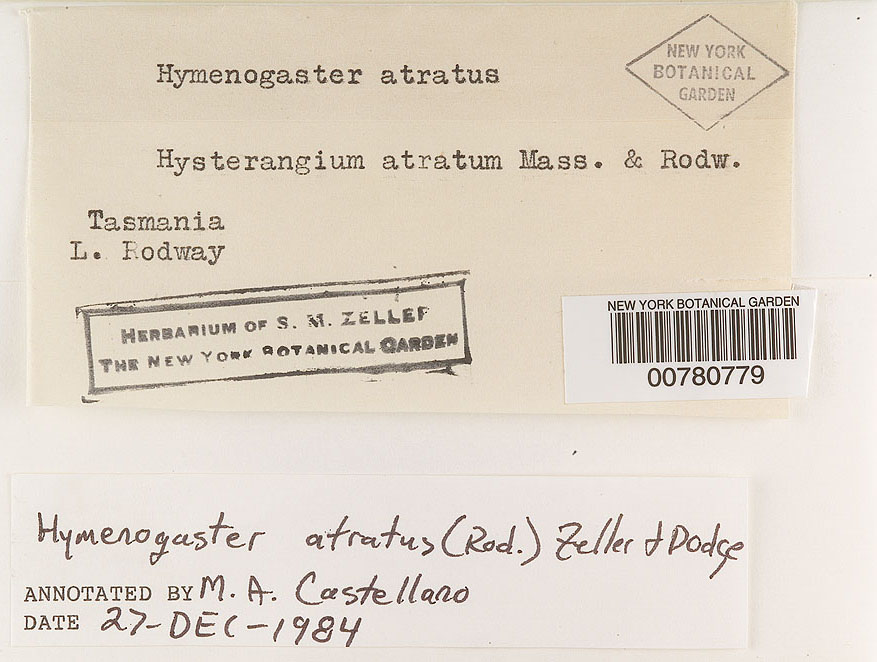 Hymenogaster atratus
NEW YORK
BOTANICAL
GARDEN
Hysterangium atratum Mass. & Rodw.
Tasmania
L. Rodway
HERBARIUM OF S. M. ZELLER
THE NEW YORK BOTANICAL GARDEN
NEW YORK BOTANICAL GARDEN
00780779
Hymenogaster atratus (Rod.) Zeller & Dodge
ANNOTATED BY M. A. Castellano
DATE 27-DEC-1984